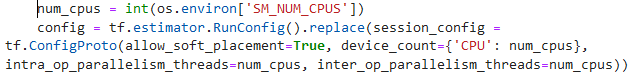 num_cpus = int(os.environ['SM_NUM_CPUS'])
config = tf.estimator.RunConfig().replace(session_config =
tf.ConfigProto(allow_soft_placement=True, device_count={'CPU': num_cpus},
intra_op_parallelism_threads=num_cpus, inter_op_parallelism_threads=num_cpus))